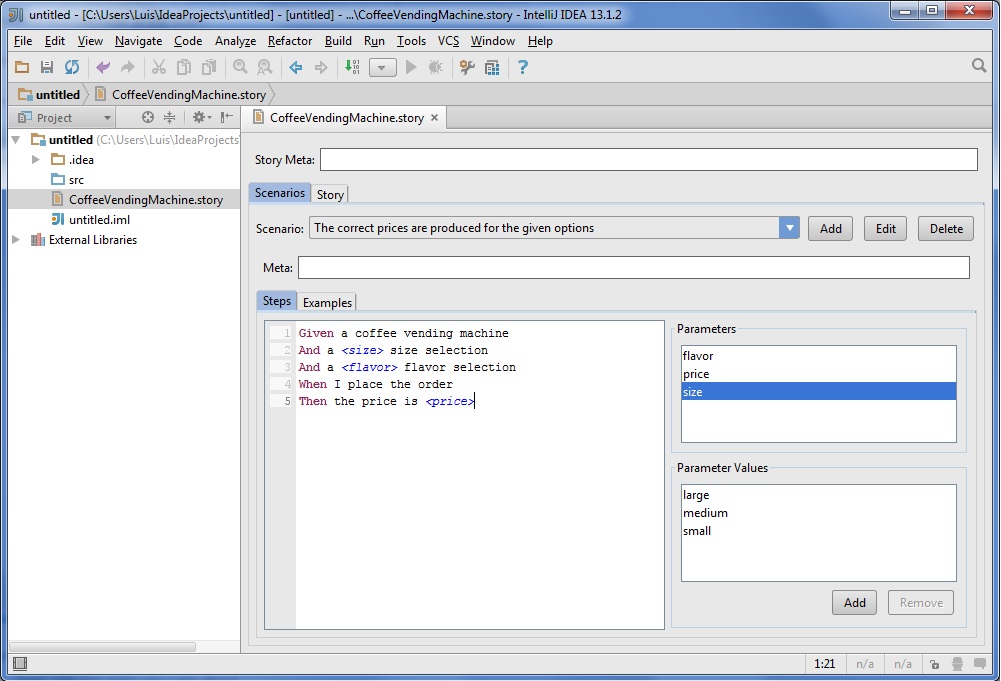 untitled - [C:\Users\Luis\IdeaProjects\untitled] - [untitled] - ...\CoffeeVendingMachine.story - IntelliJ IDEA 13.1.2
File Edit View Navigate Code Analyze Refactor Build Run Tools VCS Window Help
untitled CoffeeVendingMachine.story
Project
CoffeeVendingMachine.story
untitled (C:\Users\Luis\IdeaProjects
.idea
src
CoffeeVendingMachine.story
untitled.iml
External Libraries
Story Meta:
Scenarios Story
Scenario: The correct prices are produced for the given options Add Edit Delete
Meta:
Steps Examples
1 Given a coffee vending machine
2 And a <size> size selection
3 And a <flavor> flavor selection
4 When I place the order
5 Then the price is <price>
Parameters
flavor
price
size
Parameter Values
large
medium
small
Add Remove
1:21 n/a n/a